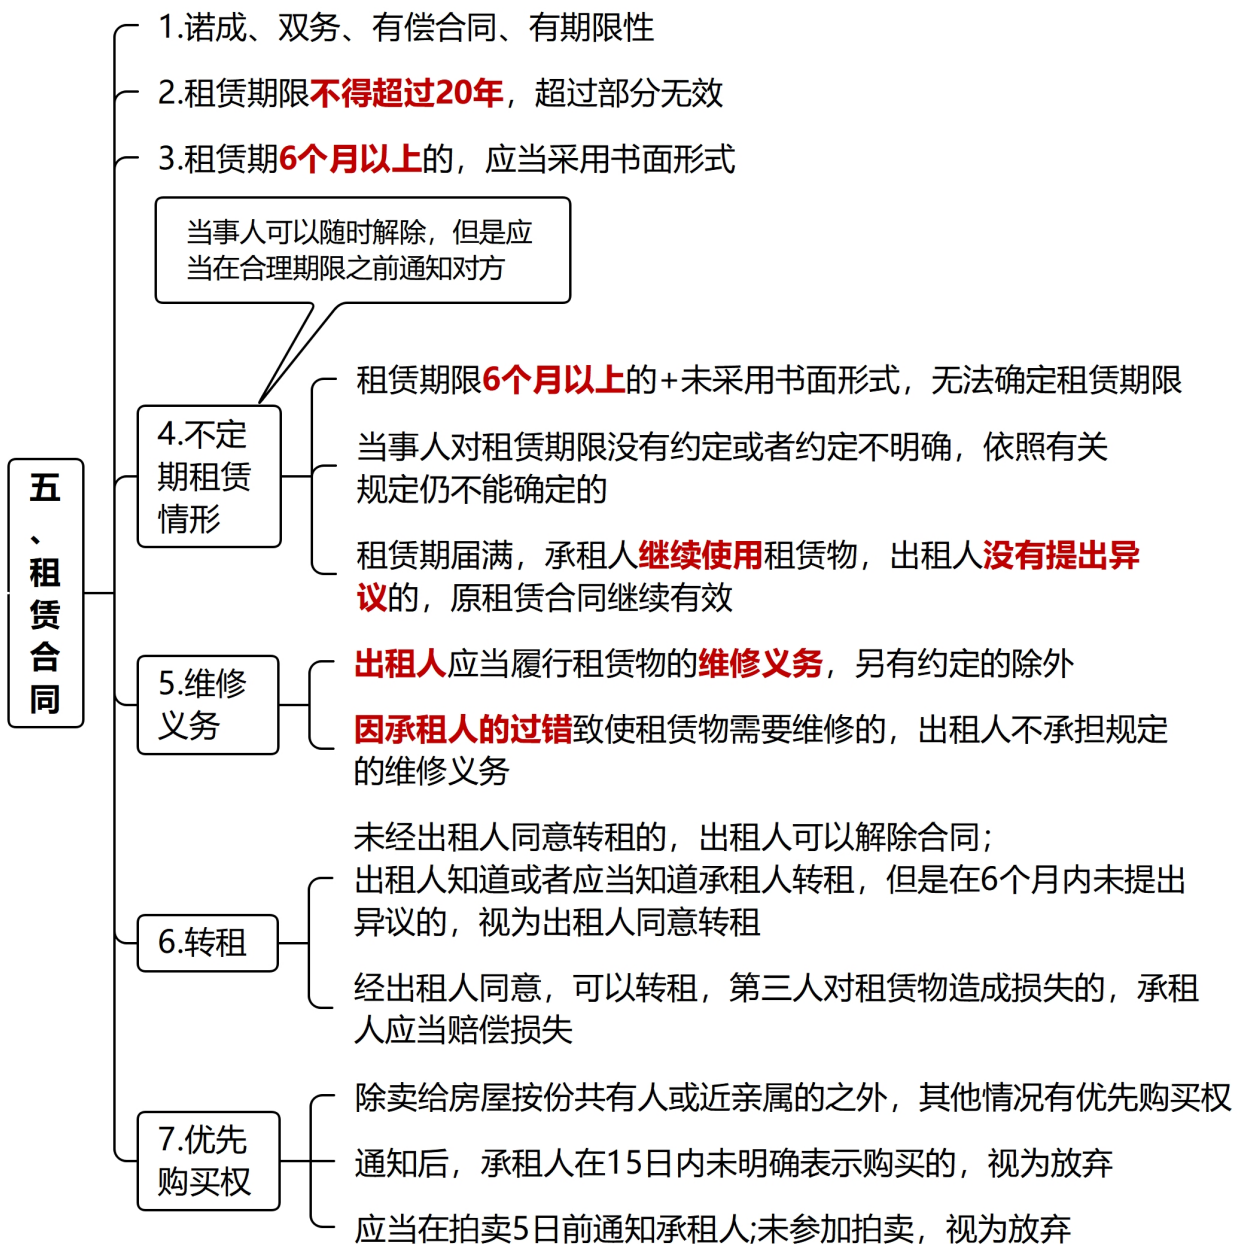 五、租赁合同
1.诺成、双务、有偿合同、有期限性
2.租赁期限不得超过20年，超过部分无效
3.租赁期6个月以上的，应当采用书面形式
当事人可以随时解除，但是应
当在合理期限之前通知对方
4.不定
期租赁
情形
租赁期限6个月以上的+未采用书面形式，无法确定租赁期限
当事人对租赁期限没有约定或者约定不明确，依照有关
规定仍不能确定的
租赁期届满，承租人继续使用租赁物，出租人没有提出异
议的，原租赁合同继续有效
5.维修
义务
出租人应当履行租赁物的维修义务，另有约定的除外
因承租人的过错致使租赁物需要维修的，出租人不承担规定
的维修义务
6.转租
未经出租人同意转租的，出租人可以解除合同；
出租人知道或者应当知道承租人转租，但是在6个月内未提出
异议的，视为出租人同意转租
经出租人同意，可以转租，第三人对租赁物造成损失的，承租
人应当赔偿损失
7.优先
购买权
除卖给房屋按份共有人或近亲属的之外，其他情况有优先购买权
通知后，承租人在15日内未明确表示购买的，视为放弃
应当在拍卖5日前通知承租人;未参加拍卖，视为放弃